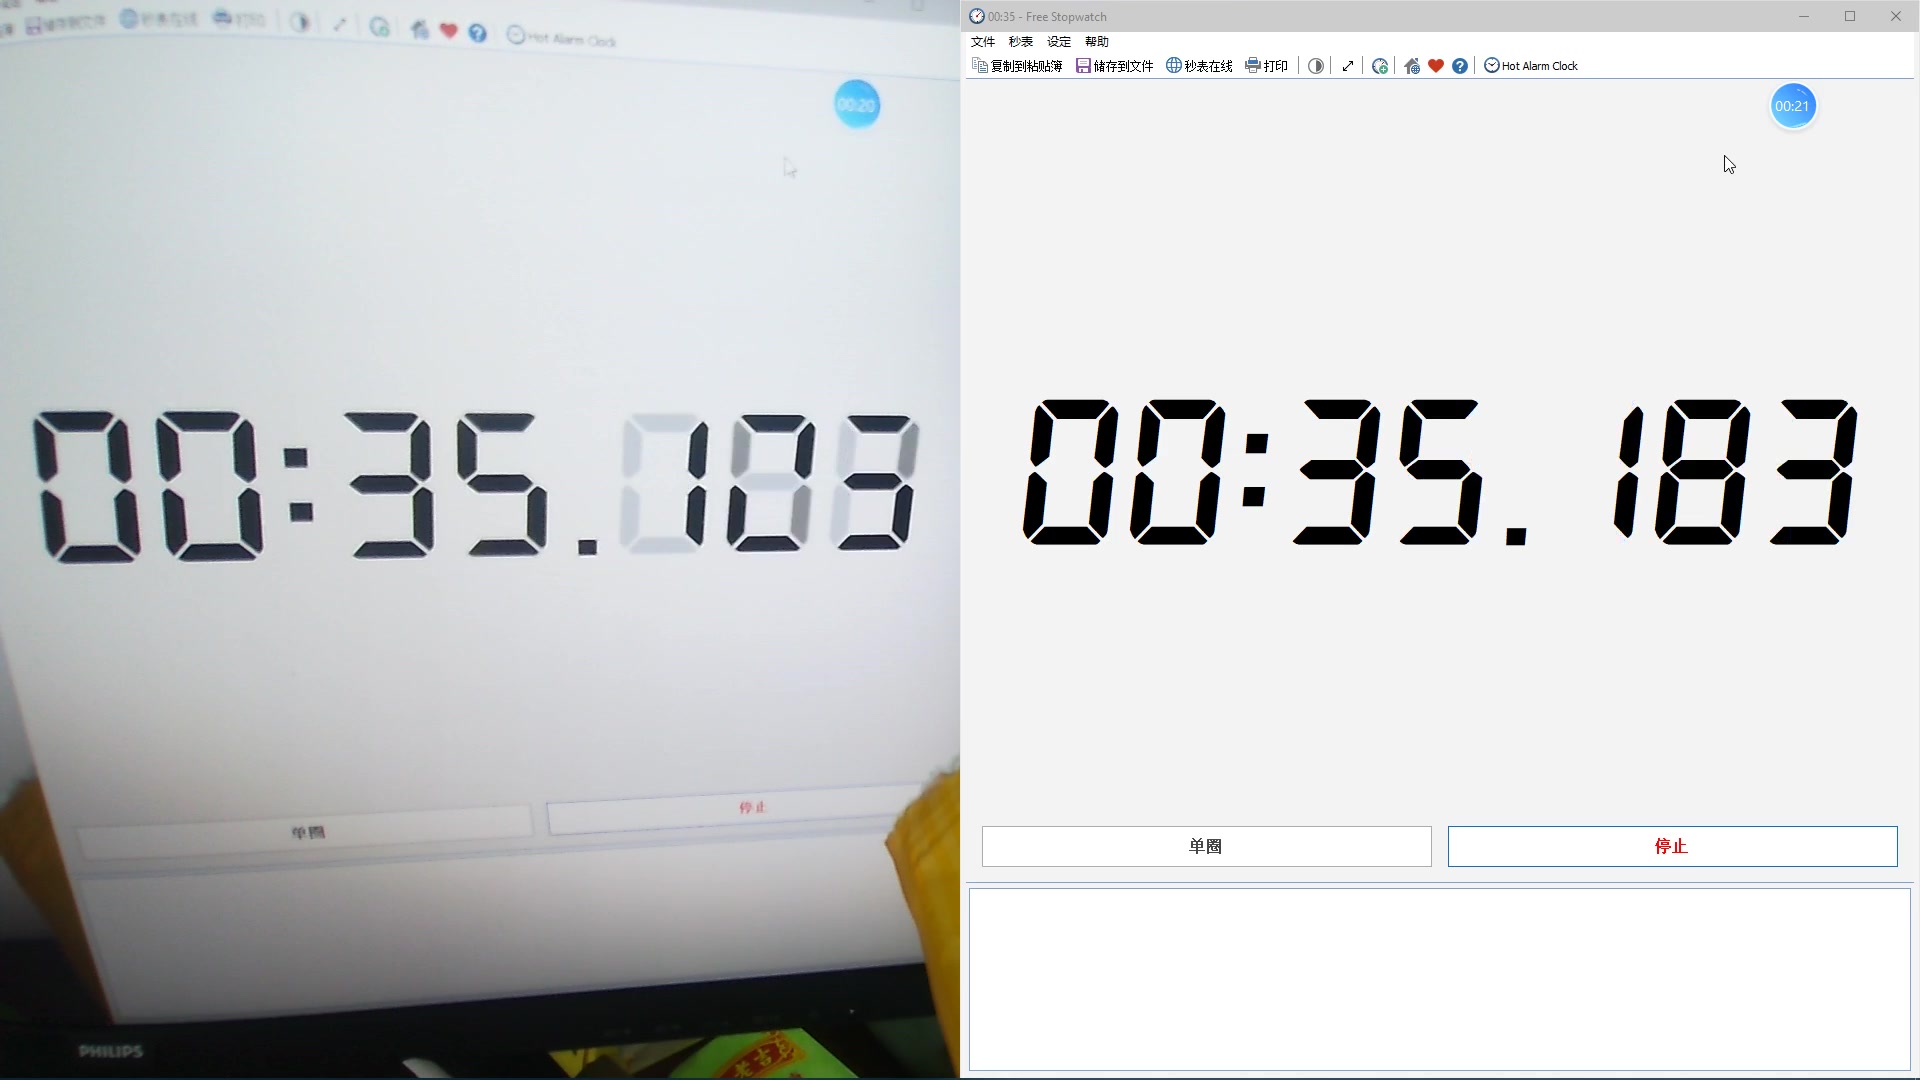 储存到文件 秒表在线 打印 Hot Alarm Clock
00:20
00:35.
单圈
停止
PHILIPS
00:35 - Free Stopwatch
文件 秒表 设定 帮助
复制到粘贴簿 储存到文件 秒表在线 打印 Hot Alarm Clock
00:21
00:35.183
单圈
停止